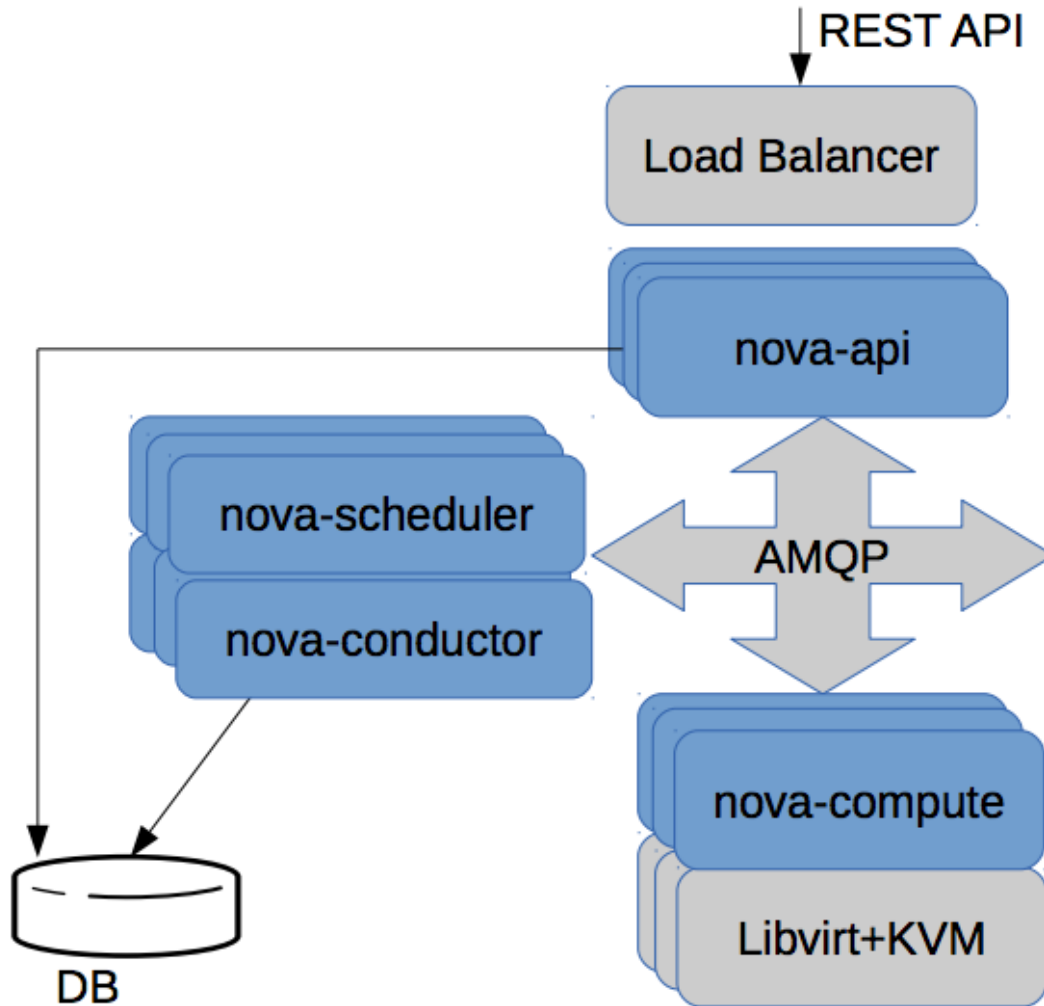 REST API
Load Balancer
nova-api
nova-scheduler
AMQP
nova-conductor
nova-compute
Libvirt+KVM
DB